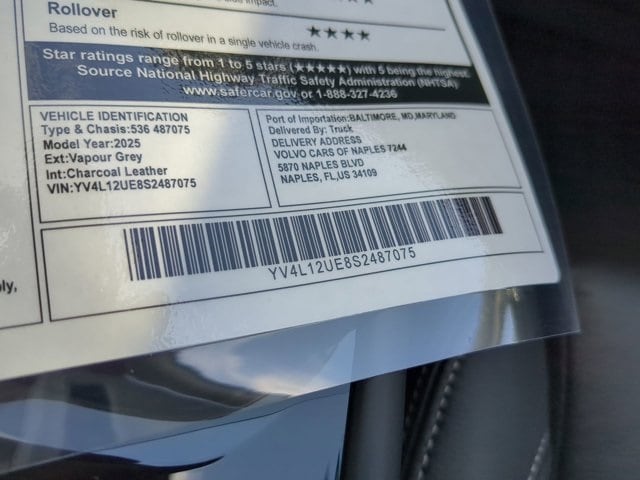 impact.
Rollover
★★★★
Based on the risk of rollover in a single vehicle crash.
Star ratings range from 1 to 5 stars (★★★★★) with 5 being the highest.
Source National Highway Traffic Safety Administration (NHTSA)
www.safercar.gov or 1-888-327-4236
VEHICLE IDENTIFICATION
Type & Chassis:536 487075
Model Year:2025
Ext:Vapour Grey
Int:Charcoal Leather
VIN:YV4L12UE8S2487075
Port of Importation:BALTIMORE, MD,MARYLAND
Delivered By: Truck
DELIVERY ADDRESS
VOLVO CARS OF NAPLES 7244
5870 NAPLES BLVD
NAPLES, FL,US 34109
YV4L12UE8S2487075